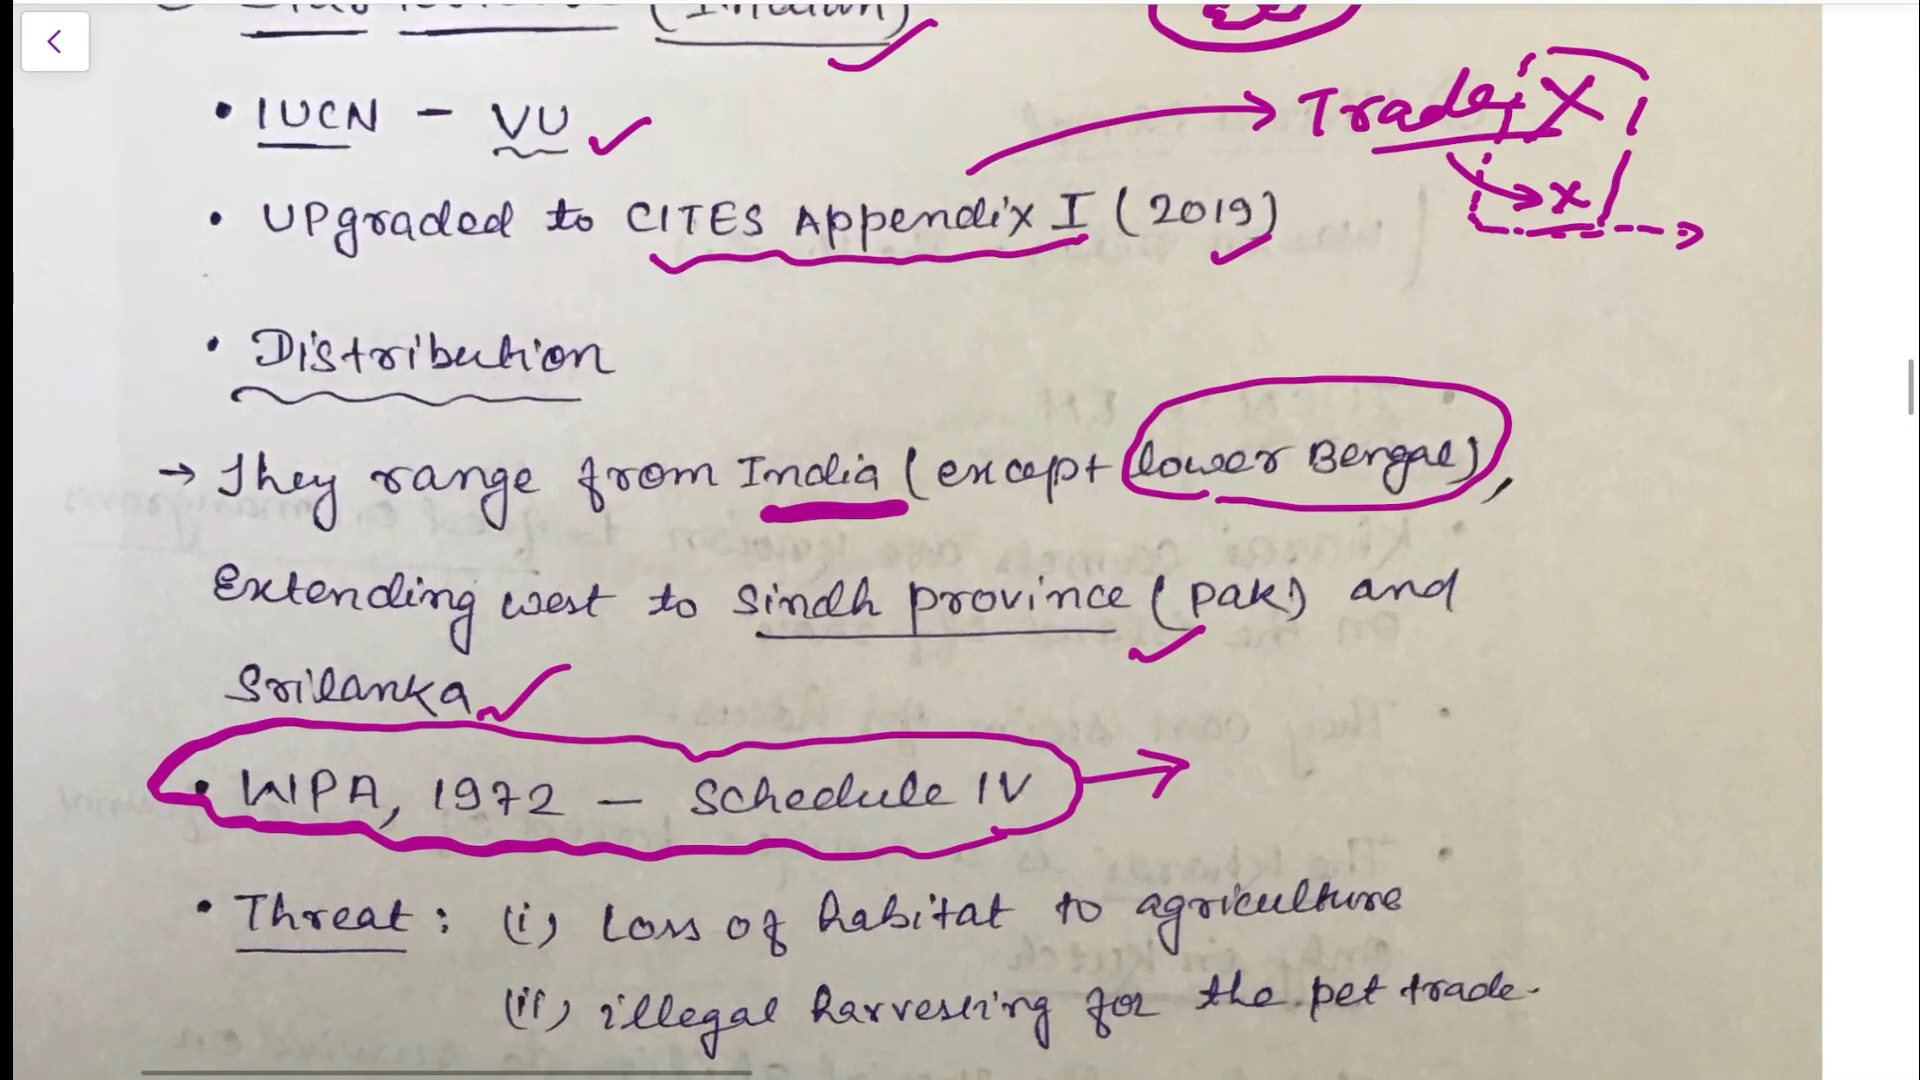 (Indian)
• IUCN – VU
Trade X
x
• Upgraded to CITES Appendix I (2019)
• Distribution
→ They range from India (except lower Bengal),
Extending west to Sindh province (Pak) and
Srilanka
• WPA, 1972 – Schedule IV
• Threat : (i) Loss of habitat to agriculture
(ii) illegal harvesting for the pet trade.